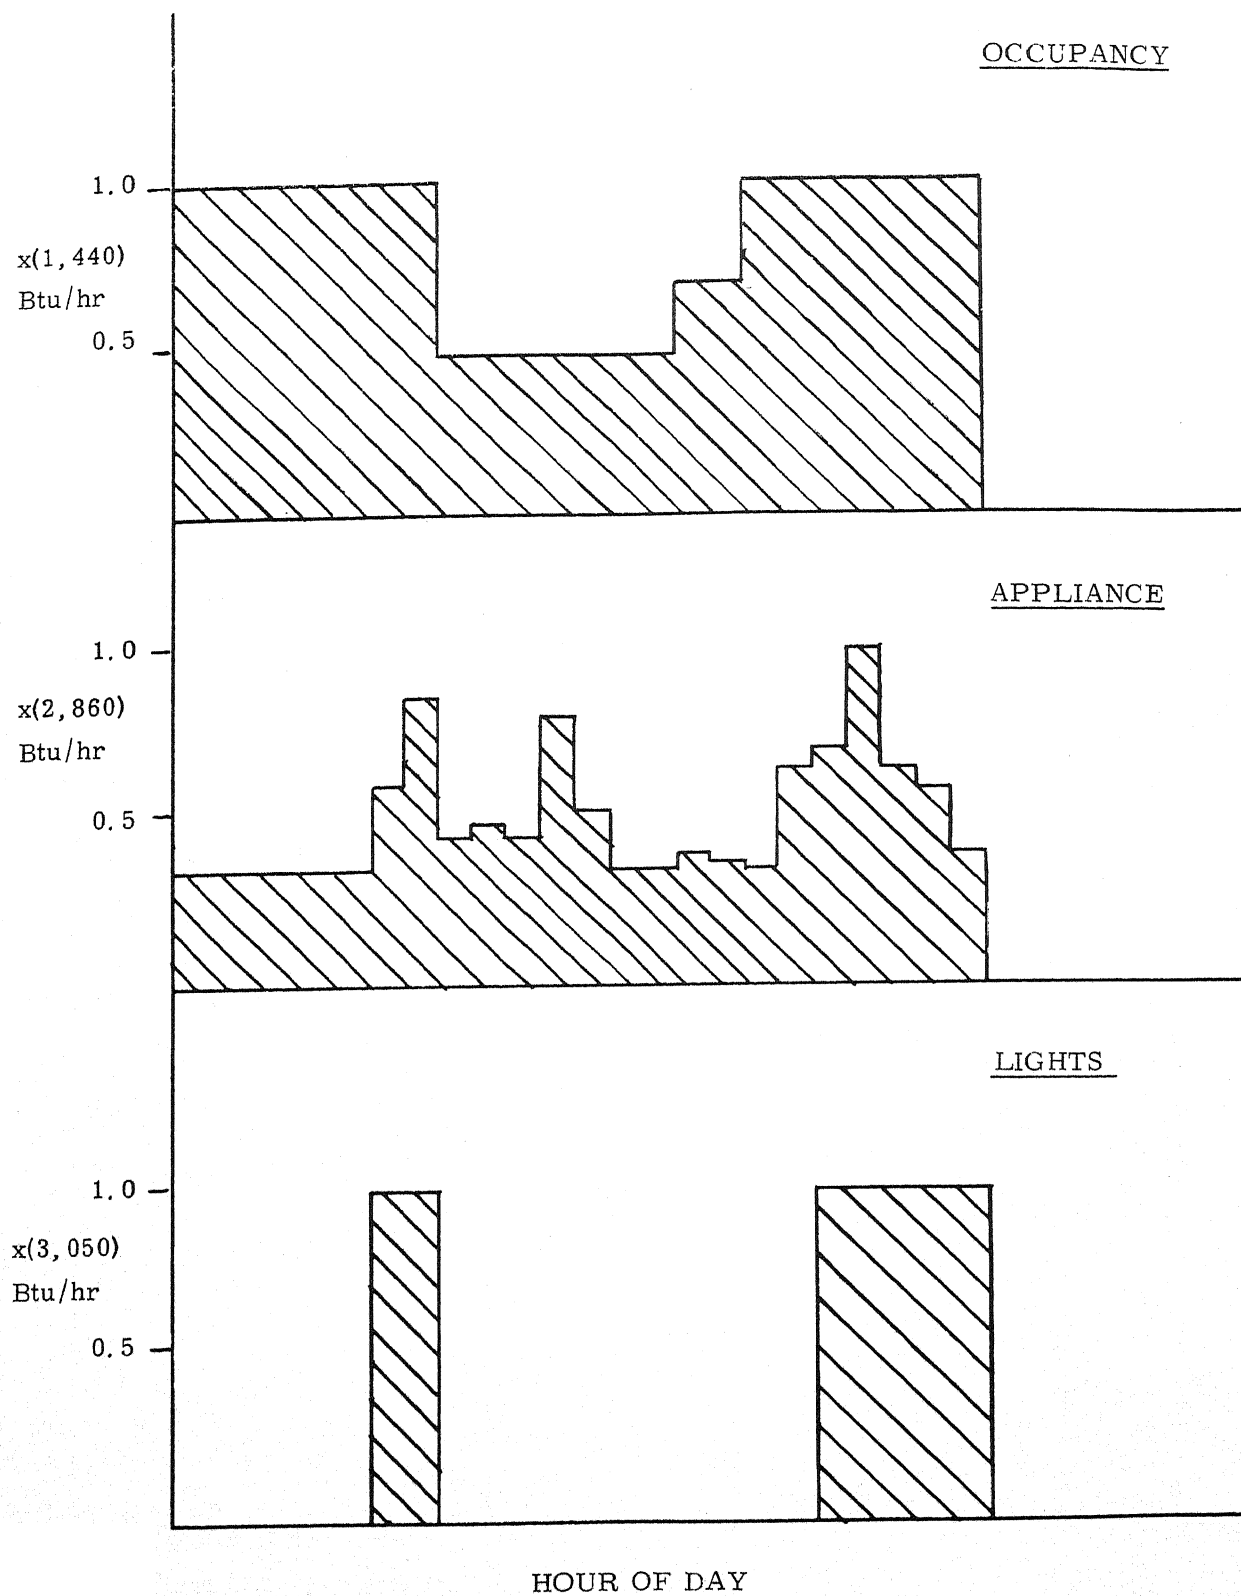 OCCUPANCY
1.0
x(1,440)
Btu/hr
0.5
APPLIANCE
1.0
x(2,860)
Btu/hr
0.5
LIGHTS
1.0
x(3,050)
Btu/hr
0.5
HOUR OF DAY